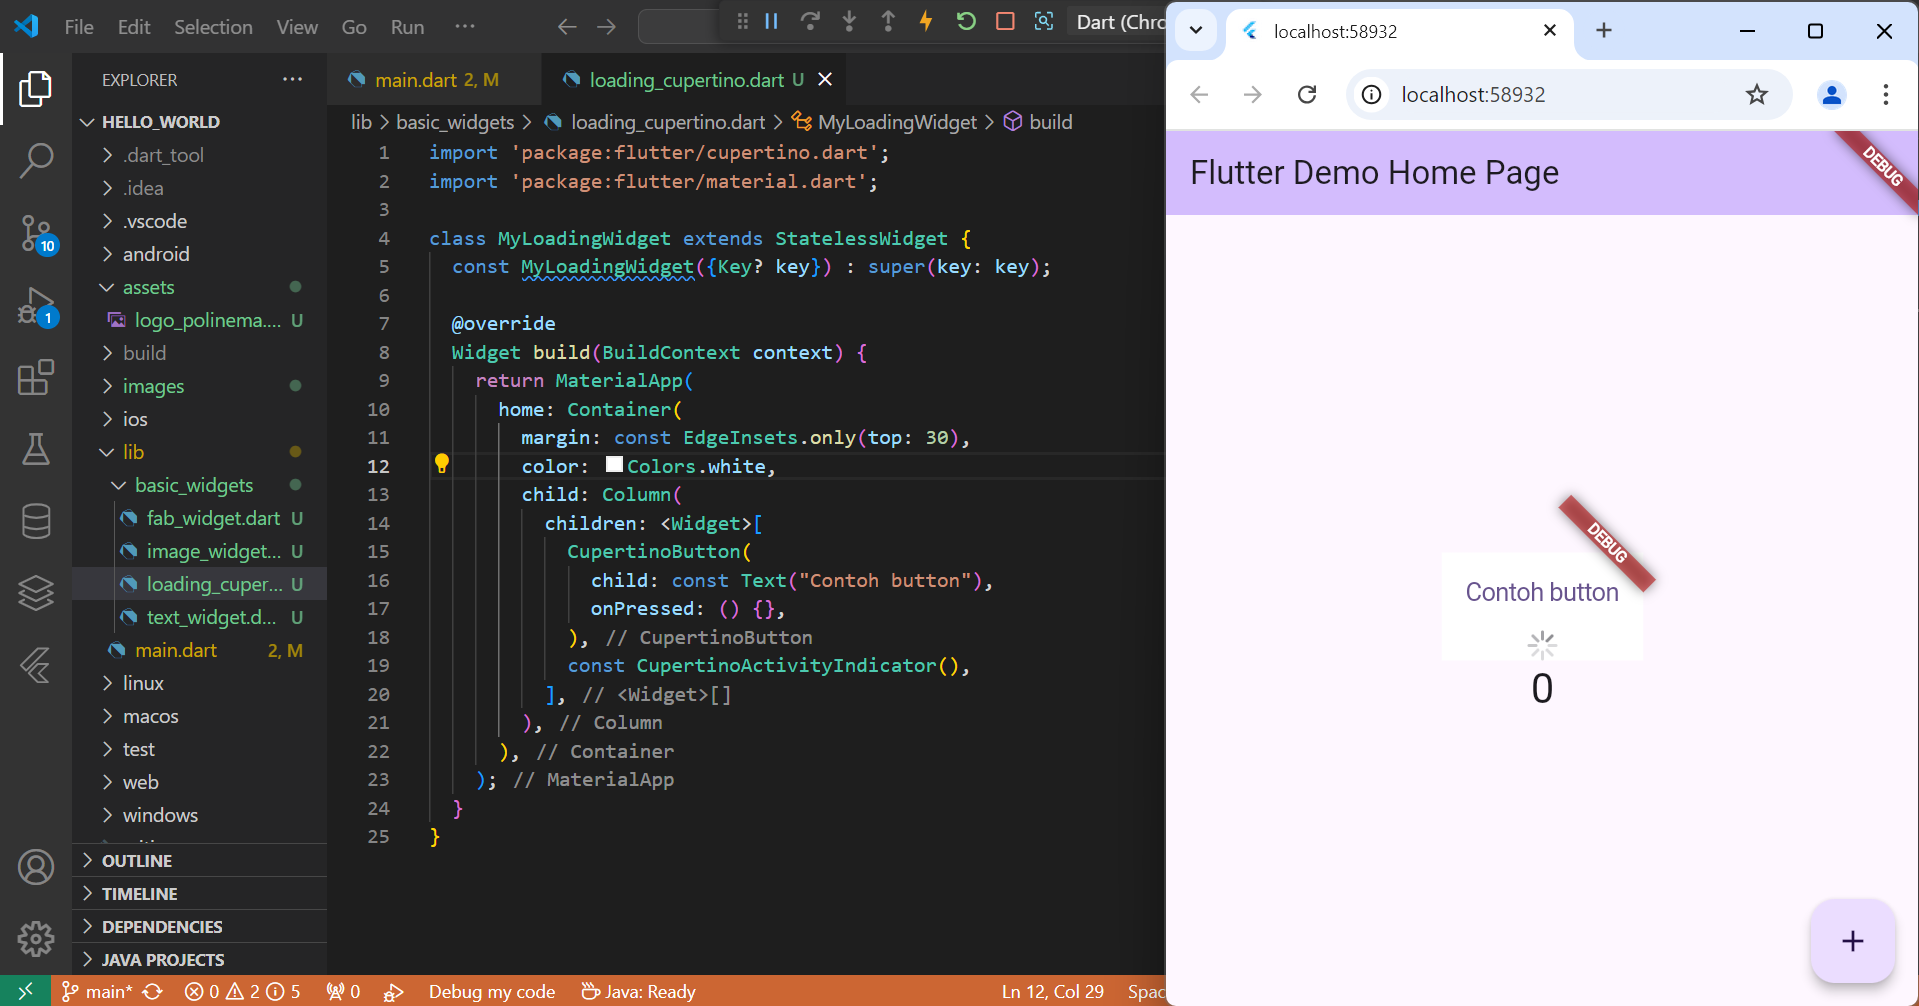 File Edit Selection View Go Run ···
Dart (Chro
EXPLORER
HELLO_WORLD
.dart_tool
.idea
.vscode
android
assets
logo_polinema.... U
build
images
ios
lib
basic_widgets
fab_widget.dart U
image_widget... U
loading_cuper... U
text_widget.d... U
main.dart 2, M
linux
macos
test
web
windows
OUTLINE
TIMELINE
DEPENDENCIES
JAVA PROJECTS
10
1
main.dart 2, M
loading_cupertino.dart U
lib > basic_widgets > loading_cupertino.dart > MyLoadingWidget > build
1 import 'package:flutter/cupertino.dart';
2 import 'package:flutter/material.dart';
3
4 class MyLoadingWidget extends StatelessWidget {
5 const MyLoadingWidget({Key? key}) : super(key: key);
6
7 @override
8 Widget build(BuildContext context) {
9 return MaterialApp(
10 home: Container(
11 margin: const EdgeInsets.only(top: 30),
12 color: Colors.white,
13 child: Column(
14 children: <Widget>[
15 CupertinoButton(
16 child: const Text("Contoh button"),
17 onPressed: () {},
18 ), // CupertinoButton
19 const CupertinoActivityIndicator(),
20 ], // <Widget>[]
21 ), // Column
22 ), // Container
23 ); // MaterialApp
24 }
25 }
main* 0 2 5 0 Debug my code Java: Ready Ln 12, Col 29 Spac
localhost:58932
localhost:58932
Flutter Demo Home Page
DEBUG
DEBUG
Contoh button
0
+